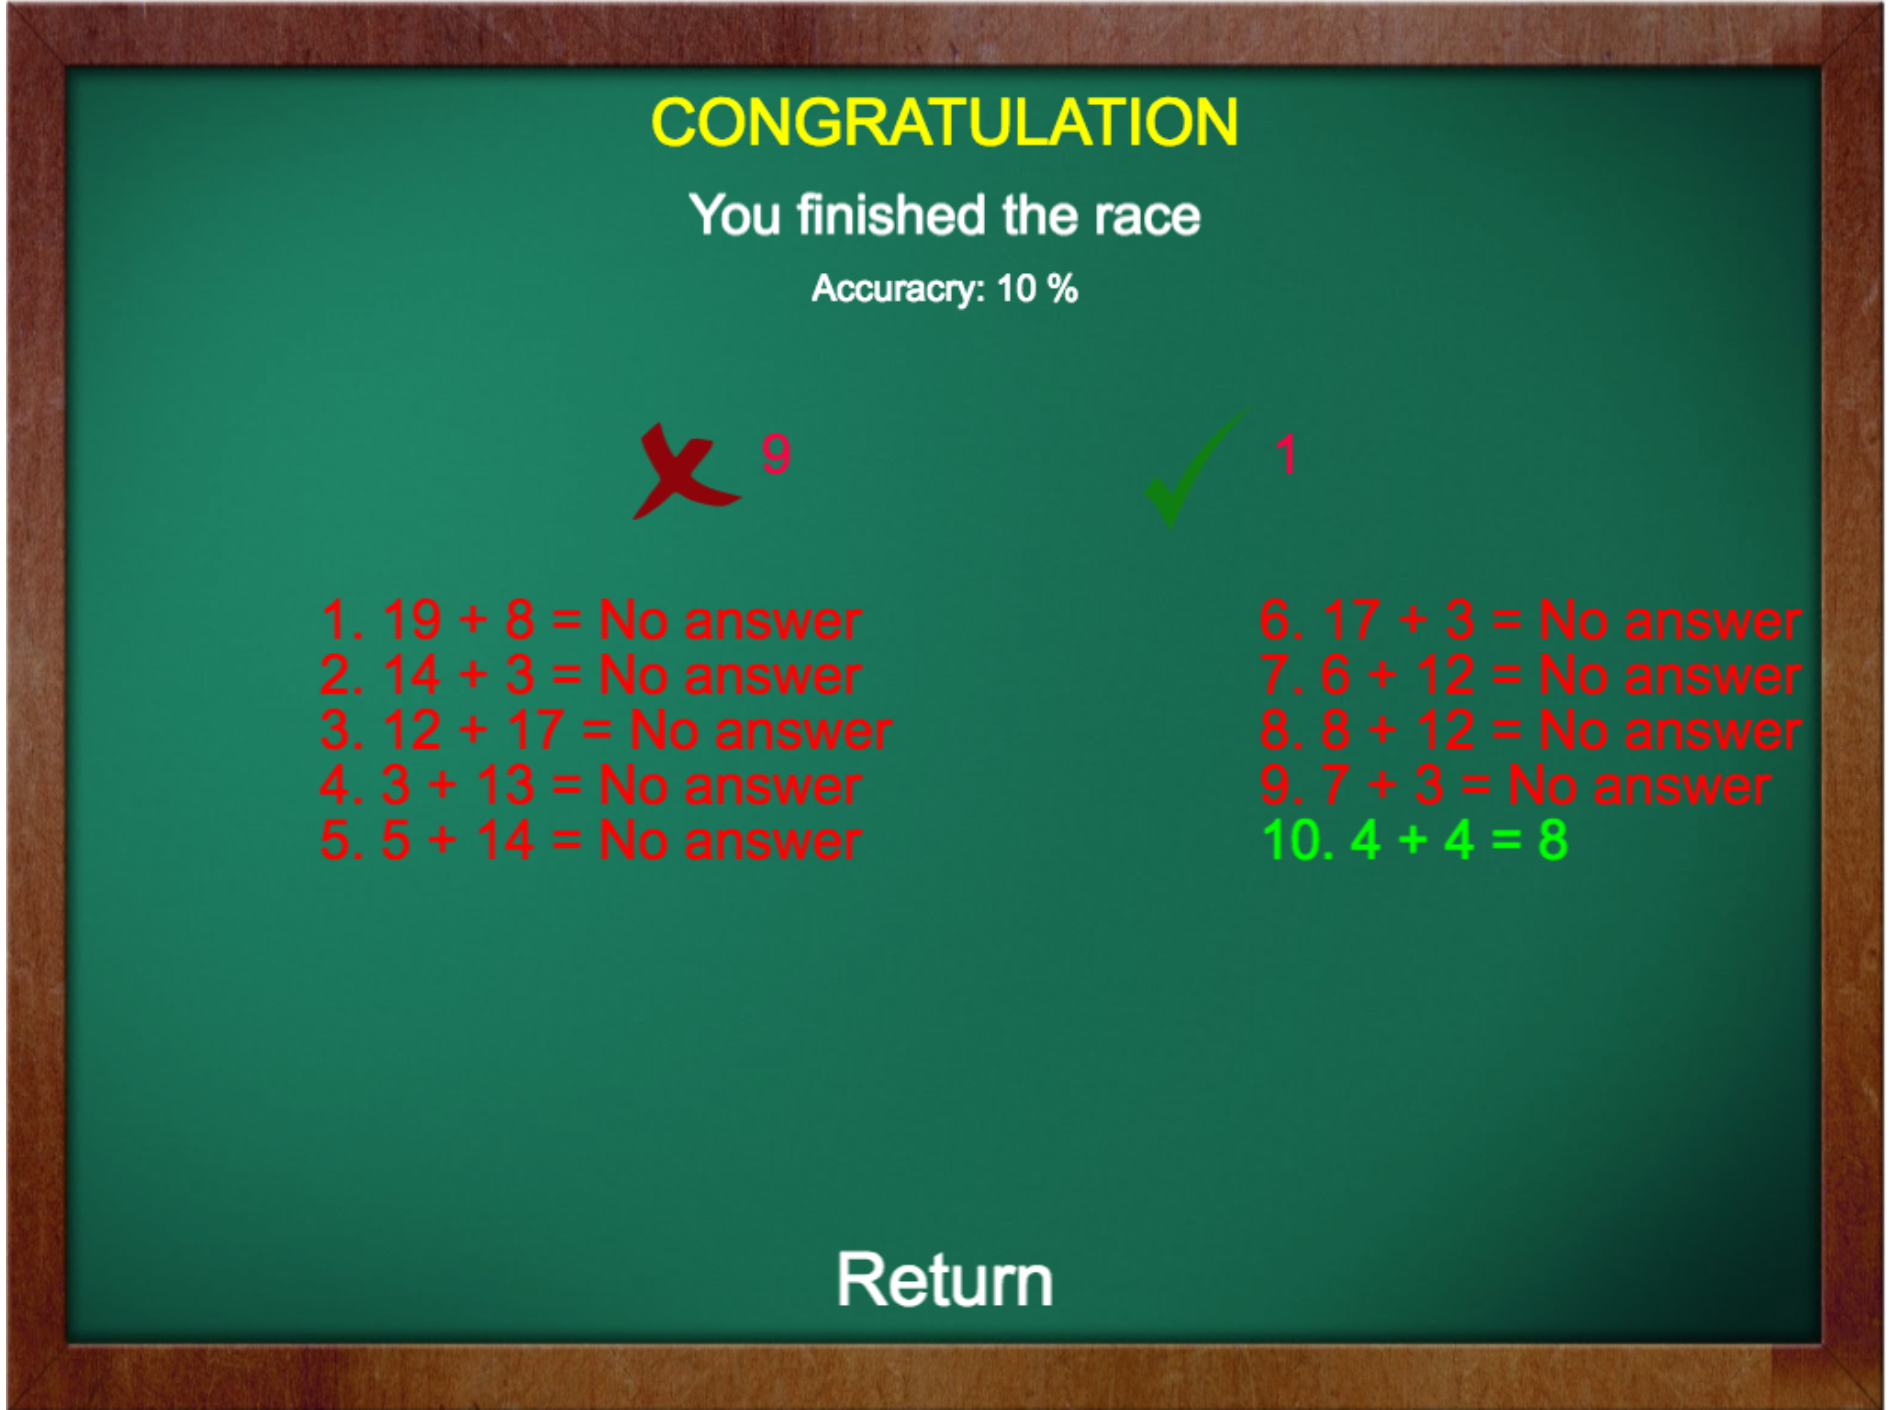 CONGRATULATION
You finished the race
Accuracry: 10 %
9
1
1. 19 + 8 = No answer
2. 14 + 3 = No answer
3. 12 + 17 = No answer
4. 3 + 13 = No answer
5. 5 + 14 = No answer
6. 17 + 3 = No answer
7. 6 + 12 = No answer
8. 8 + 12 = No answer
9. 7 + 3 = No answer
10. 4 + 4 = 8
Return